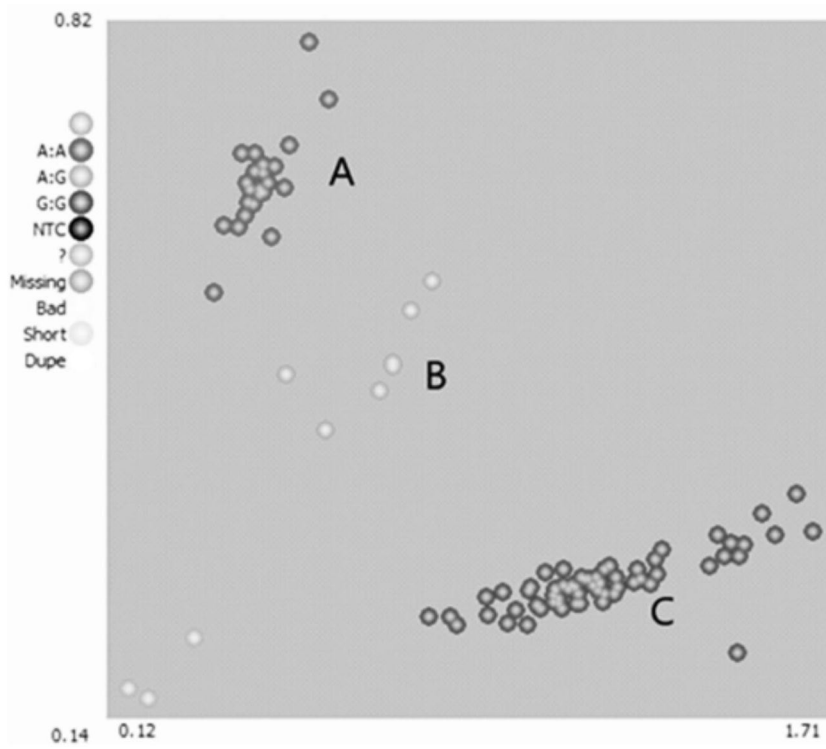 0.82
A:A
A:G
G:G
NTC
?
Missing
Bad
Short
Dupe
A
B
C
0.14
0.12
1.71